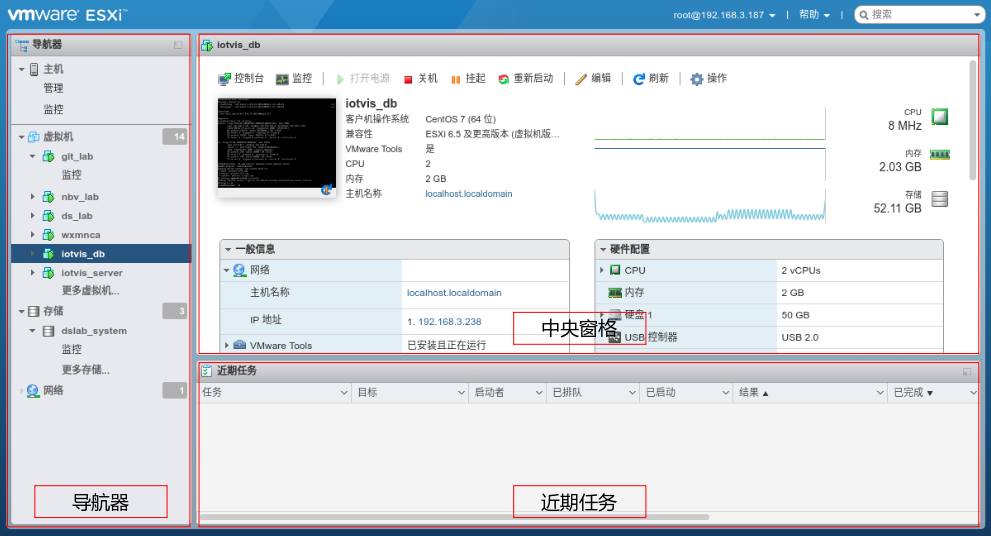 vmware ESXi™
root@192.168.3.187 | 帮助 | 搜索
导航器
主机
管理
监控
虚拟机 14
git_lab
监控
nbv_lab
ds_lab
wxmnca
iotvis_db
iotvis_server
更多虚拟机...
存储 3
dslab_system
监控
更多存储...
网络 1
导航器
iotvis_db
控制台 监控 | 打开电源 关机 挂起 重新启动 | 编辑 | 刷新 | 操作
iotvis_db
客户机操作系统 CentOS 7 (64 位)
兼容性 ESXi 6.5 及更高版本 (虚拟机版...
VMware Tools 是
CPU 2
内存 2 GB
主机名称 localhost.localdomain
CPU
8 MHz
内存
2.03 GB
存储
52.11 GB
一般信息
网络
主机名称 localhost.localdomain
IP 地址 1. 192.168.3.238
VMware Tools 已安装且正在运行
硬件配置
CPU 2 vCPUs
内存 2 GB
硬盘 1 50 GB
USB 控制器 USB 2.0
中央窗格
近期任务
任务 目标 启动者 已排队 已启动 结果 ▲ 已完成 ▼
近期任务